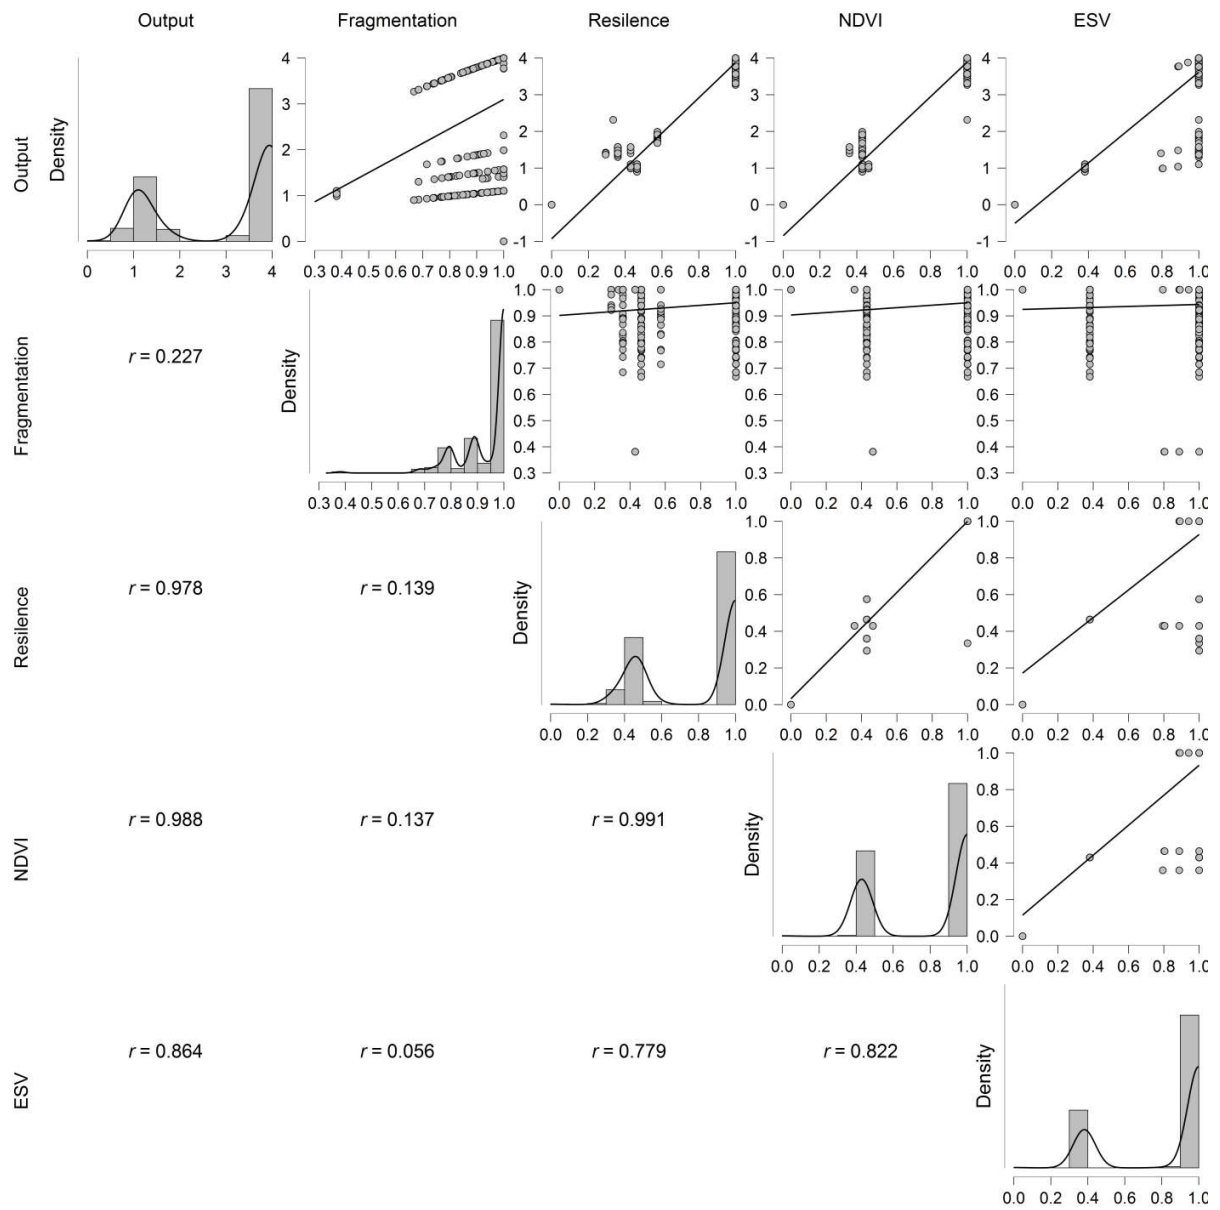 Output Fragmentation Resilence NDVI ESV
Output
Density
4 4 4 4
3 3 3 3
2 2 2 2
1 1 1 1
0 0 0 0
-1 -1 -1
0 1 2 3 4 0.3 0.4 0.5 0.6 0.7 0.8 0.9 1.0 0.0 0.2 0.4 0.6 0.8 1.0 0.0 0.2 0.4 0.6 0.8 1.0 0.0 0.2 0.4 0.6 0.8 1.0
Fragmentation
r = 0.227
Density
1.0 1.0 1.0
0.9 0.9 0.9
0.8 0.8 0.8
0.7 0.7 0.7
0.6 0.6 0.6
0.5 0.5 0.5
0.4 0.4 0.4
0.3 0.3 0.3
0.3 0.4 0.5 0.6 0.7 0.8 0.9 1.0 0.0 0.2 0.4 0.6 0.8 1.0 0.0 0.2 0.4 0.6 0.8 1.0 0.0 0.2 0.4 0.6 0.8 1.0
Resilence
r = 0.978 r = 0.139
Density
1.0 1.0
0.8 0.8
0.6 0.6
0.4 0.4
0.2 0.2
0.0 0.0
0.0 0.2 0.4 0.6 0.8 1.0 0.0 0.2 0.4 0.6 0.8 1.0 0.0 0.2 0.4 0.6 0.8 1.0
NDVI
r = 0.988 r = 0.137 r = 0.991
Density
1.0
0.8
0.6
0.4
0.2
0.0
0.0 0.2 0.4 0.6 0.8 1.0 0.0 0.2 0.4 0.6 0.8 1.0
ESV
r = 0.864 r = 0.056 r = 0.779 r = 0.822
Density
0.0 0.2 0.4 0.6 0.8 1.0